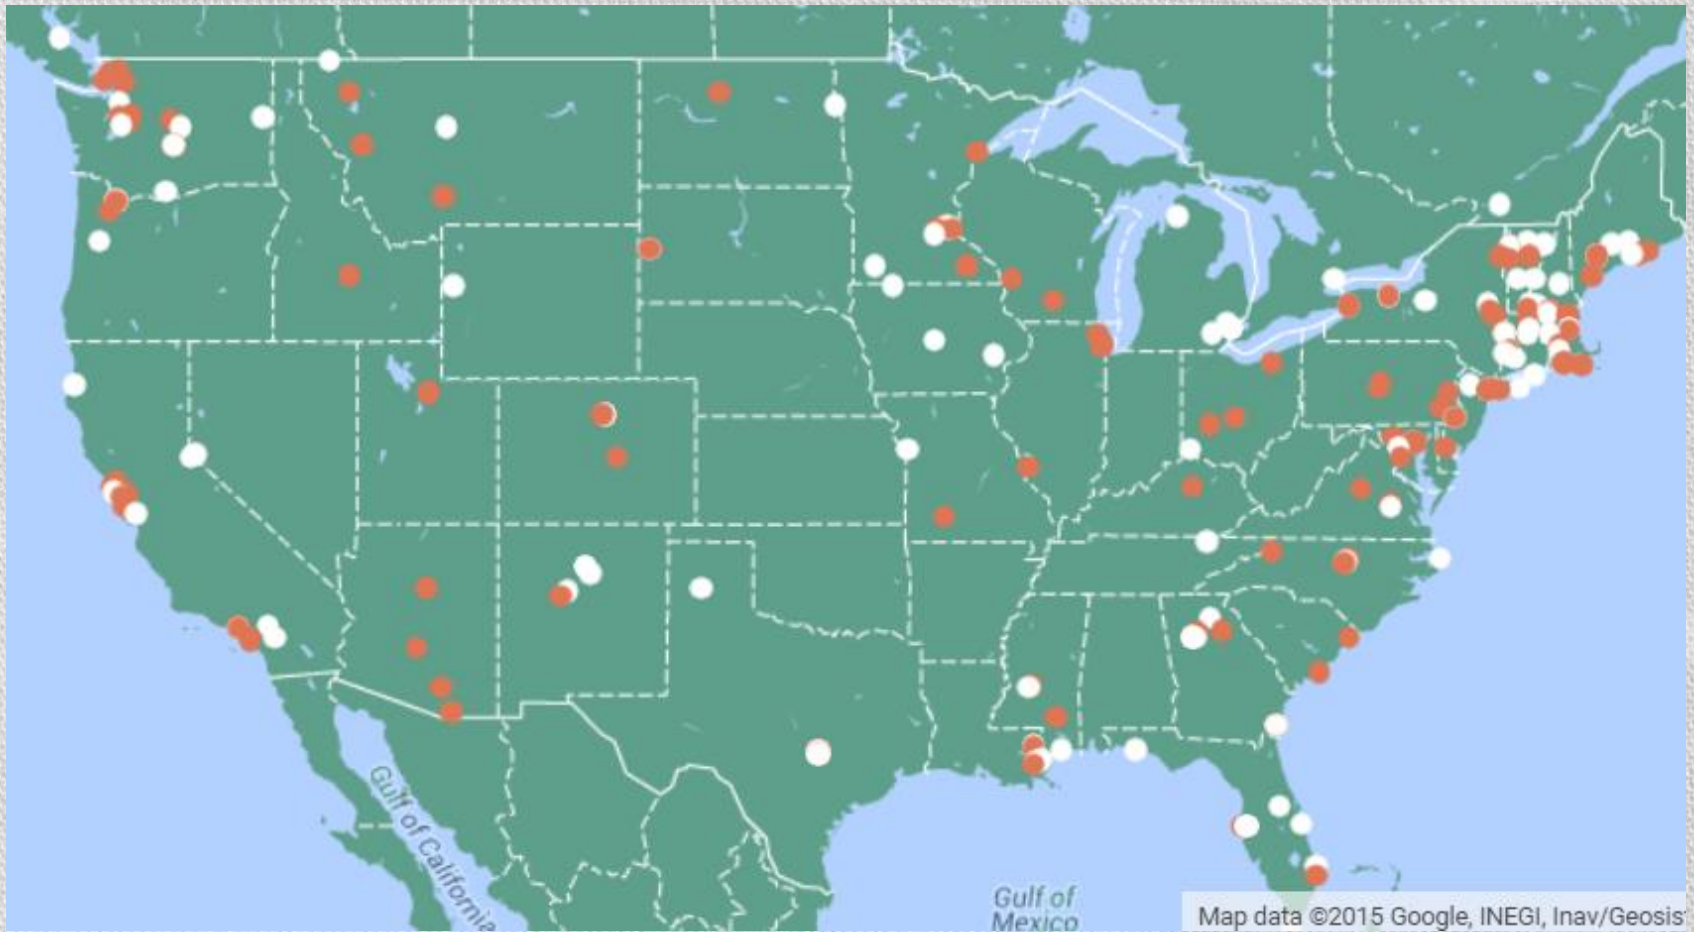 Gulf of California
Gulf of
Mexico
Map data ©2015 Google, INEGI, Inav/Geosis